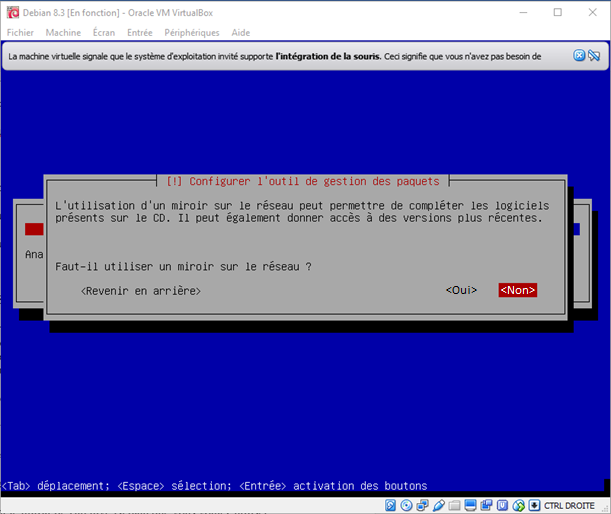 Debian 8.3 [En fonction] - Oracle VM VirtualBox
Fichier Machine Écran Entrée Périphériques Aide
La machine virtuelle signale que le système d'exploitation invité supporte l'intégration de la souris. Ceci signifie que vous n'avez pas besoin de
[!] Configurer l'outil de gestion des paquets
L'utilisation d'un miroir sur le réseau peut permettre de compléter les logiciels
présents sur le CD. Il peut également donner accès à des versions plus récentes.
Ana
Faut-il utiliser un miroir sur le réseau ?
<Revenir en arrière> <Oui> <Non>
<Tab> déplacement; <Espace> sélection; <Entrée> activation des boutons
CTRL DROITE